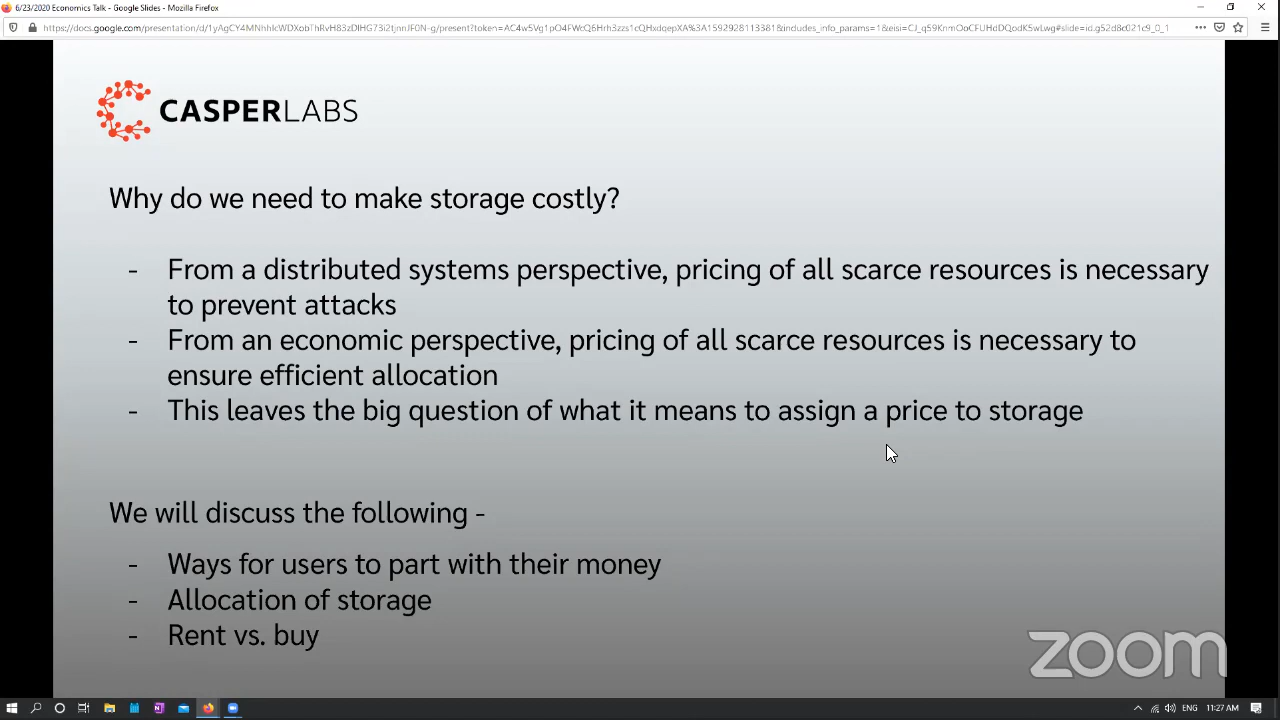 6/23/2020 Economics Talk - Google Slides - Mozilla Firefox
CASPERLABS
Why do we need to make storage costly?
- From a distributed systems perspective, pricing of all scarce resources is necessary
to prevent attacks
- From an economic perspective, pricing of all scarce resources is necessary to
ensure efficient allocation
- This leaves the big question of what it means to assign a price to storage
We will discuss the following -
- Ways for users to part with their money
- Allocation of storage
- Rent vs. buy
zoom
ENG 11:27 AM